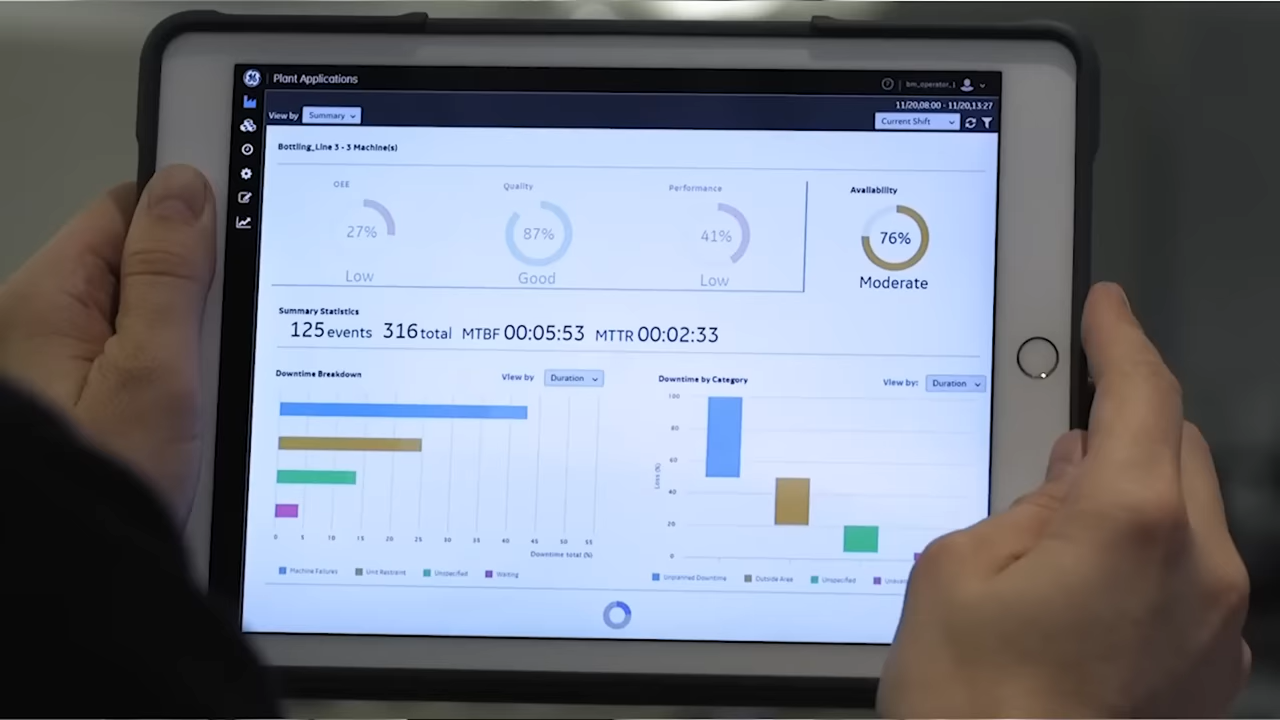 Plant Applications
bm_operator_1
11/20,08:00 - 11/20,13:27
View by Summary
Current Shift
Bottling_Line 3 - 3 Machine(s)
OEE Quality Performance Availability
27% 87% 41% 76%
Low Good Low Moderate
Summary Statistics
125 events 316 total MTBF 00:05:53 MTTR 00:02:33
Downtime Breakdown View by Duration
Downtime by Category View by: Duration
100
80
60
40
20
0
Loss (%)
0 5 10 15 20 25 30 35 40 45 50 55
Downtime total (%)
Machine Failures Unit Restraint Unspecified Waiting
Unplanned Downtime Outside Area Unspecified